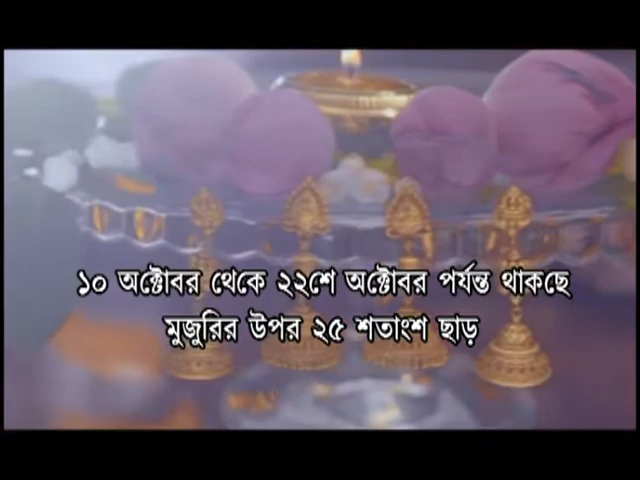 ১০ অক্টোবর থেকে ২২শে অক্টোবর পর্যন্ত থাকছে
মুজুরির উপর ২৫ শতাংশ ছাড়